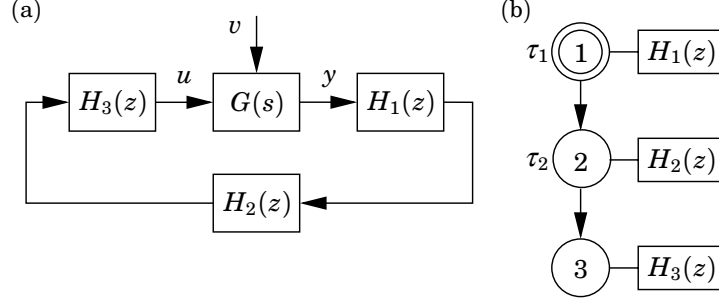 (a)
v
u
y
H₃(z)
G(s)
H₁(z)
H₂(z)
(b)
τ₁
1
H₁(z)
τ₂
2
H₂(z)
3
H₃(z)